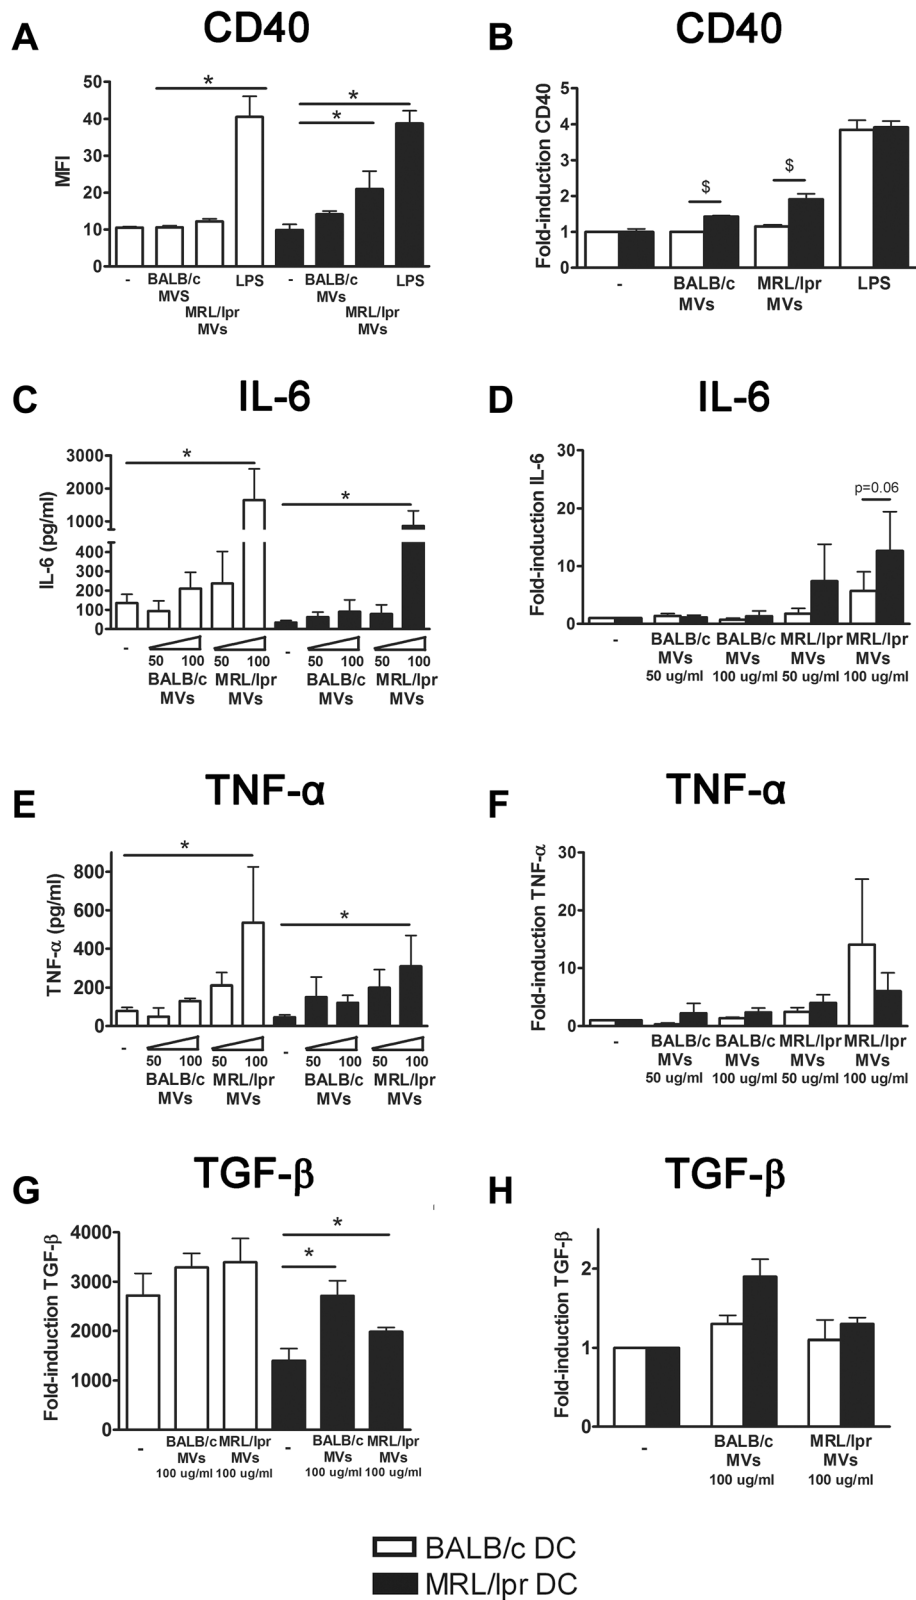 A
CD40
MFI
50
40
30
20
10
0
*
*
*
-
BALB/c
MVS
MRL/lpr
MVs
LPS
-
BALB/c
MVs
MRL/lpr
MVs
LPS
B
CD40
Fold-induction CD40
5
4
3
2
1
0
$
$
-
BALB/c
MVs
MRL/lpr
MVs
LPS
C
IL-6
IL-6 (pg/ml)
3000
2000
1000
400
300
200
100
0
*
*
-
50 100
BALB/c
MVs
50 100
MRL/lpr
MVs
-
50 100
BALB/c
MVs
50 100
MRL/lpr
MVs
D
IL-6
Fold-induction IL-6
30
20
10
0
p=0.06
-
BALB/c
MVs
50 ug/ml
BALB/c
MVs
100 ug/ml
MRL/lpr
MVs
50 ug/ml
MRL/lpr
MVs
100 ug/ml
E
TNF-α
TNF-α (pg/ml)
800
600
400
200
0
*
*
-
50 100
BALB/c
MVs
50 100
MRL/lpr
MVs
-
50 100
BALB/c
MVs
50 100
MRL/lpr
MVs
F
TNF-α
Fold-induction TNF-α
30
20
10
0
-
BALB/c
MVs
50 ug/ml
BALB/c
MVs
100 ug/ml
MRL/lpr
MVs
50 ug/ml
MRL/lpr
MVs
100 ug/ml
G
TGF-β
Fold-induction TGF-β
4000
3000
2000
1000
0
*
*
-
BALB/c
MVs
100 ug/ml
MRL/lpr
MVs
100 ug/ml
-
BALB/c
MVs
100 ug/ml
MRL/lpr
MVs
100 ug/ml
H
TGF-β
Fold-induction TGF-β
2
1
0
-
BALB/c
MVs
100 ug/ml
MRL/lpr
MVs
100 ug/ml
BALB/c DC
MRL/lpr DC